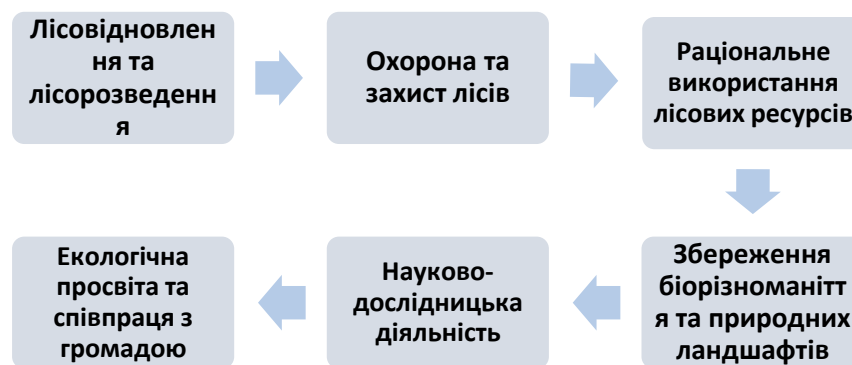 Лісовідновлен
ня та
лісорозведенн
я
Охорона та
захист лісів
Раціональне
використання
лісових ресурсів
Збереження
біорізноманітт
я та природних
ландшафтів
Науково-
дослідницька
діяльність
Екологічна
просвіта та
співпраця з
громадою